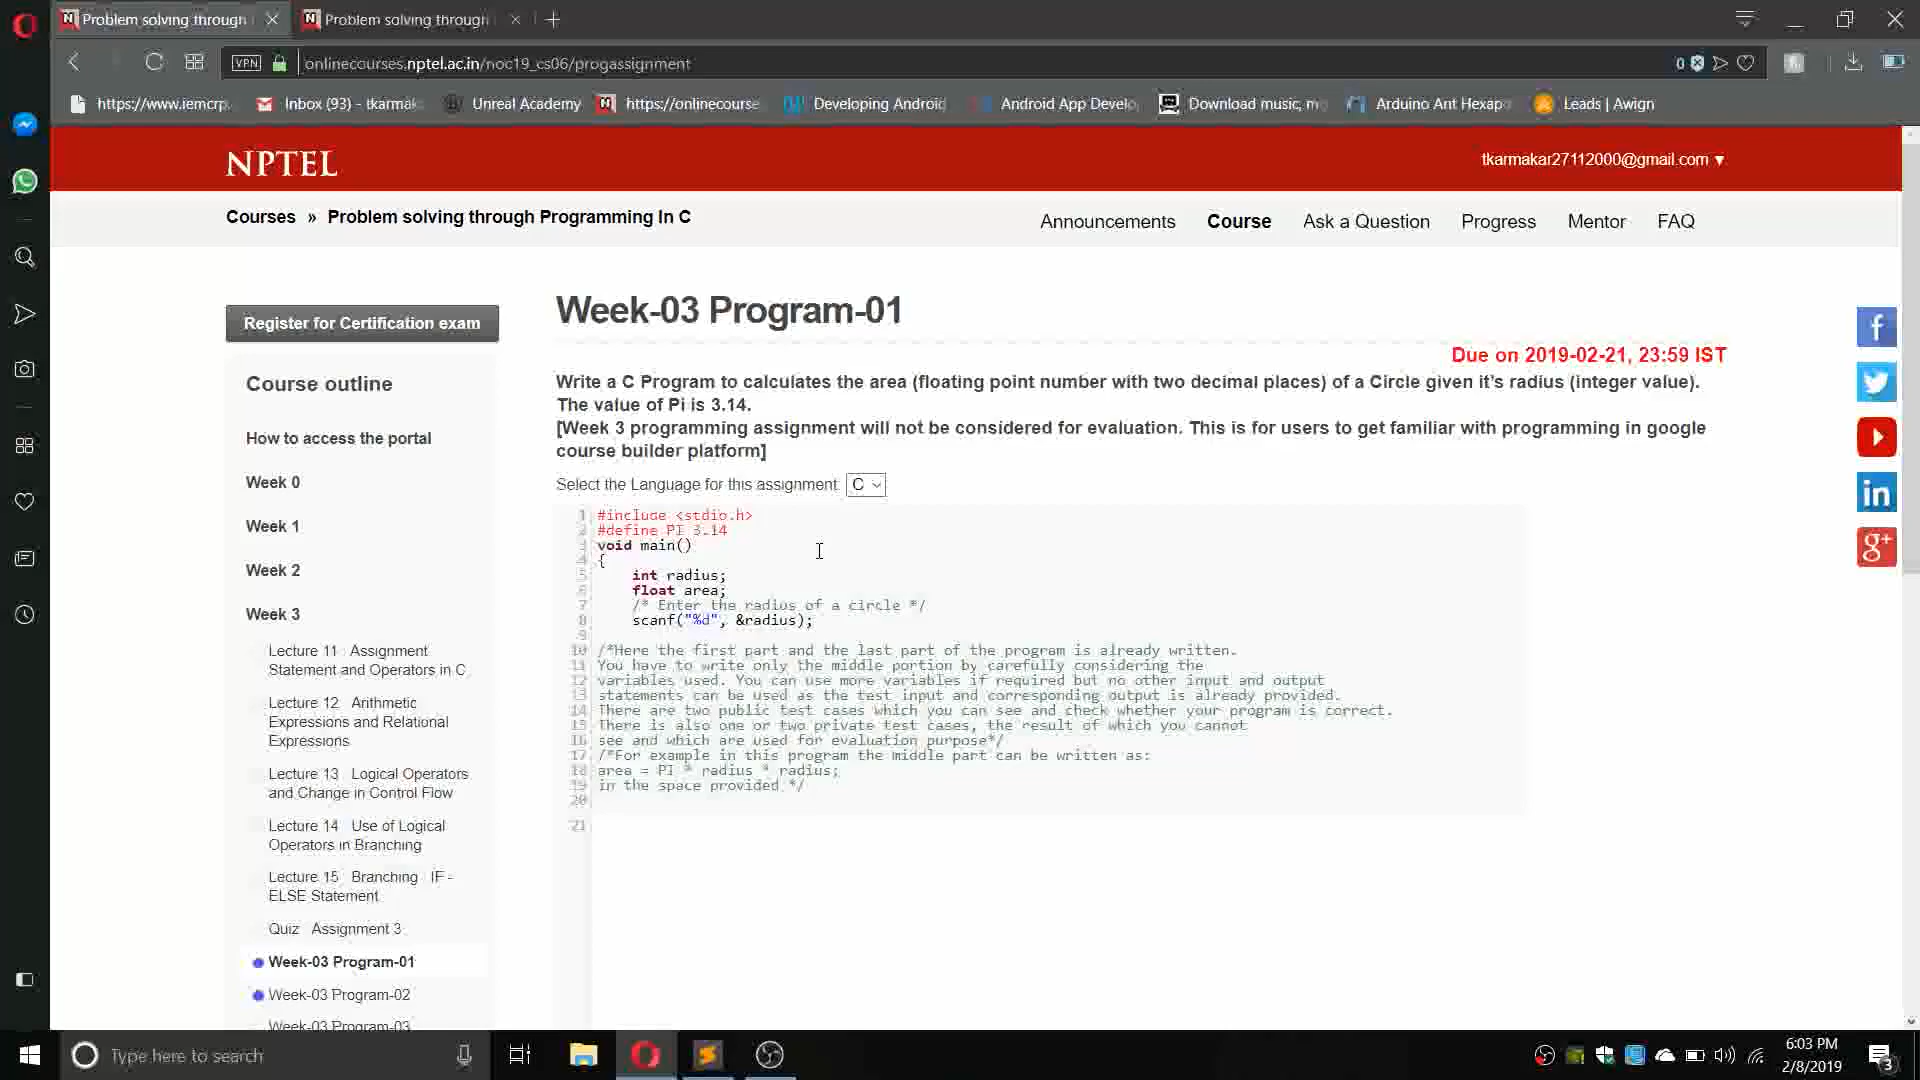 Problem solving through
Problem solving through
VPN
onlinecourses.nptel.ac.in/noc19_cs06/progassignment
0
https://www.iemcrp
Inbox (93) - tkarmak
Unreal Academy
https://onlinecourse
Developing Android
Android App Develo
Download music, m
Arduino Ant Hexap
Leads | Awign
NPTEL
tkarmakar27112000@gmail.com ▼
Courses » Problem solving through Programming In C
Announcements
Course
Ask a Question
Progress
Mentor
FAQ
Register for Certification exam
Course outline
How to access the portal
Week 0
Week 1
Week 2
Week 3
Lecture 11 Assignment
Statement and Operators in C
Lecture 12 Arithmetic
Expressions and Relational
Expressions
Lecture 13 Logical Operators
and Change in Control Flow
Lecture 14 Use of Logical
Operators in Branching
Lecture 15 Branching IF -
ELSE Statement
Quiz Assignment 3
Week-03 Program-01
Week-03 Program-02
Week-03 Program-03
Week-03 Program-01
Due on 2019-02-21, 23:59 IST
Write a C Program to calculates the area (floating point number with two decimal places) of a Circle given it's radius (integer value).
The value of Pi is 3.14.
[Week 3 programming assignment will not be considered for evaluation. This is for users to get familiar with programming in google
course builder platform]
Select the Language for this assignment. C
1 #include <stdio.h>
2 #define PI 3.14
3 void main()
4 {
5 int radius;
6 float area;
7 /* Enter the radios of a circle */
8 scanf("%d", &radius);
9
10 /*Here the first part and the last part of the program is already written.
11 You have to write only the middle portion by carefully considering the
12 variables used. You can use more variables if required but no other input and output
13 statements can be used as the test input and corresponding output is already provided.
14 There are two public test cases which you can see and check whether your program is correct.
15 There is also one or two private test cases, the result of which you cannot
16 see and which are used for evaluation purpose*/
17 /*For example in this program the middle part can be written as:
18 area = PI * radius * radius;
19 in the space provided */
20
21
f
in
g+
Type here to search
6:03 PM
2/8/2019
3